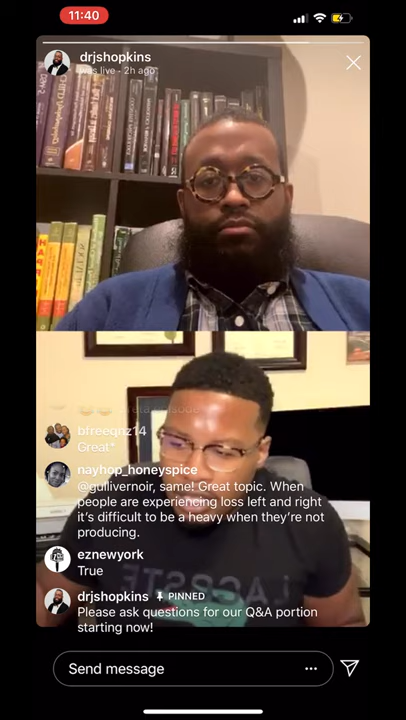 11:40
drjshopkins
was live · 2h ago
bfreeqnz14
Great*
nayhop_honeyspice
@gullivernoir, same! Great topic. When
people are experiencing loss left and right
it's difficult to be a heavy when they're not
producing.
eznewyork
True
drjshopkins PINNED
Please ask questions for our Q&A portion
starting now!
Send message